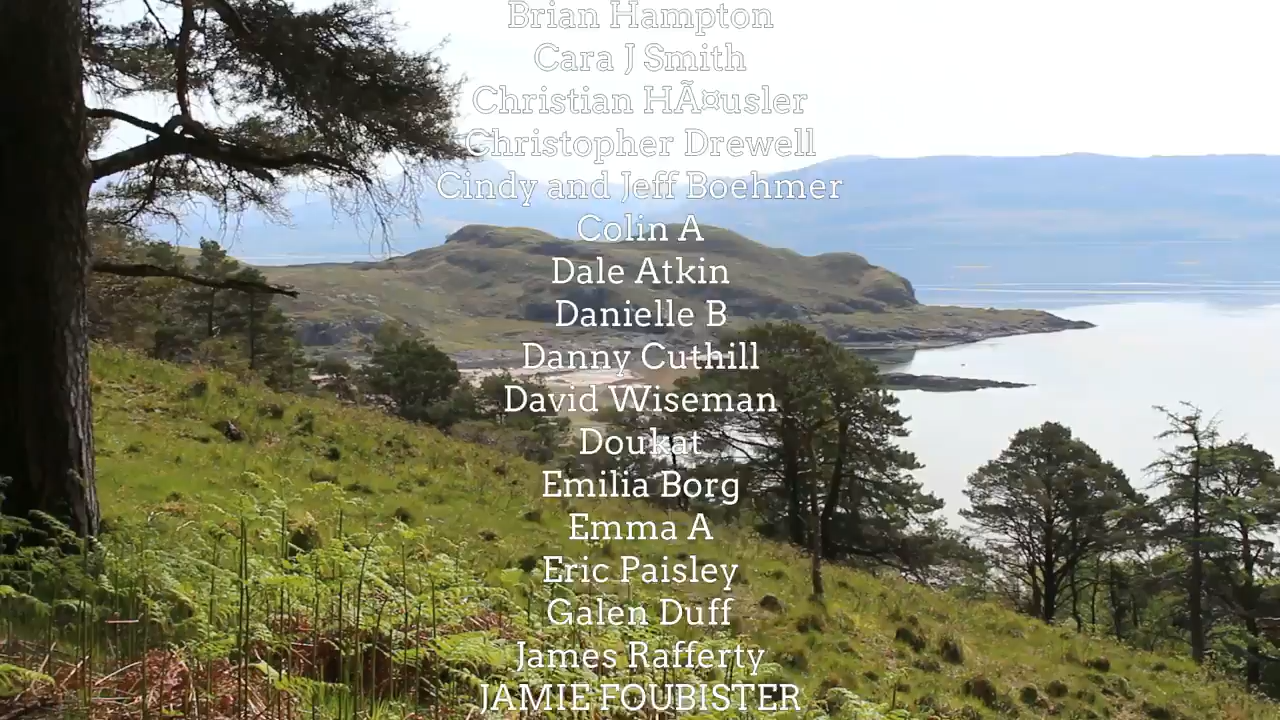 Brian Hampton
Cara J Smith
Christian HÃ¤usler
Christopher Drewell
Cindy and Jeff Boehmer
Colin A
Dale Atkin
Danielle B
Danny Cuthill
David Wiseman
Doukat
Emilia Borg
Emma A
Eric Paisley
Galen Duff
James Rafferty
JAMIE FOUBISTER